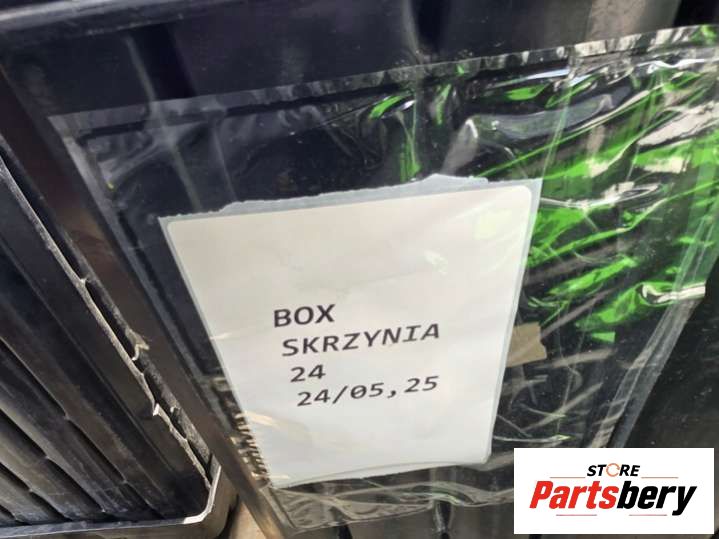 BOX
SKRZYNIA
24
24/05,25
STORE
Partsbery